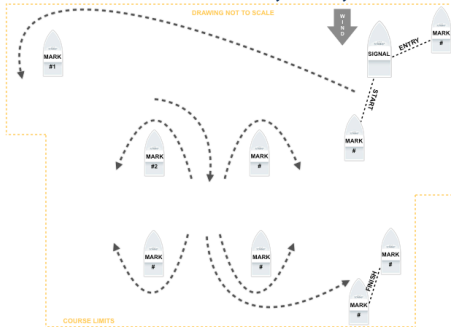 DRAWING NOT TO SCALE
WIND
SIGNAL
ENTRY
MARK
#
MARK
#1
START
MARK
#
MARK
#2
MARK
#
MARK
#
MARK
#
MARK
#
FINISH
MARK
#
COURSE LIMITS